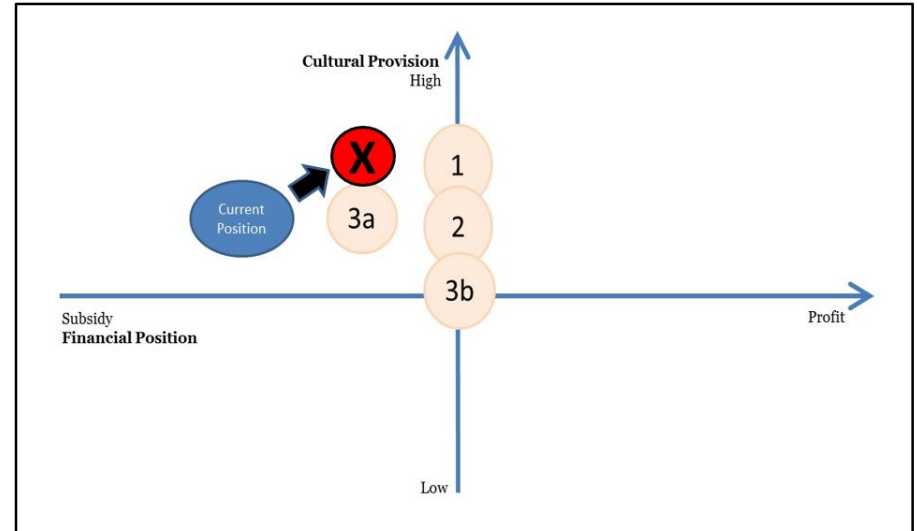 Cultural Provision
High
X
1
Current
Position
3a
2
3b
Subsidy
Financial Position
Profit
Low